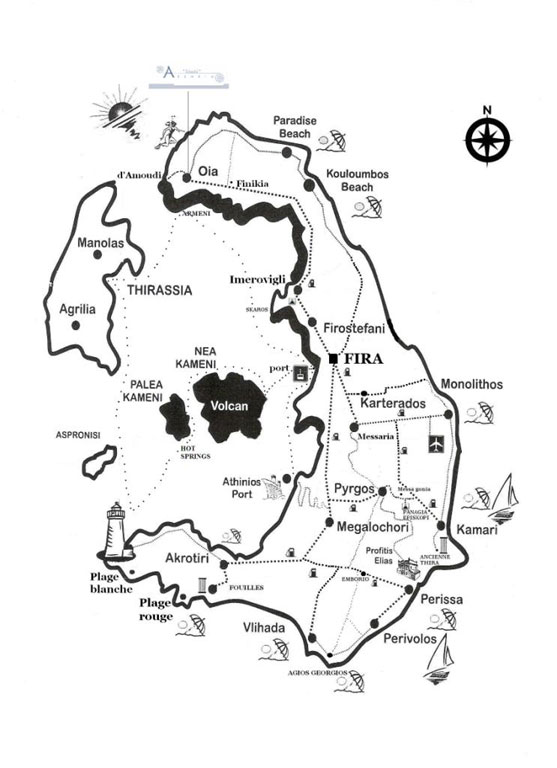 N
Paradise
Beach
Kouloumbos
Beach
d'Amoudi
Oia
Finikia
ARMENI
Manolas
THIRASSIA
Agrilia
Imerovigli
SKAROS
Firostefani
FIRA
port
NEA
KAMENI
PALEA
KAMENI
Volcan
HOT
SPRINGS
ASPRONISI
Monolithos
Karterados
Messaria
Athinios
Port
Pyrgos
Messa gonia
PANAGIA
EPISKOPI
Megalochori
Kamari
Profitis
Elias
ANCIENNE
THIRA
Akrotiri
EMBORIO
Plage
blanche
FOUILLES
Plage
rouge
Perissa
Vlihada
Perivolos
AGIOS GEORGIOS